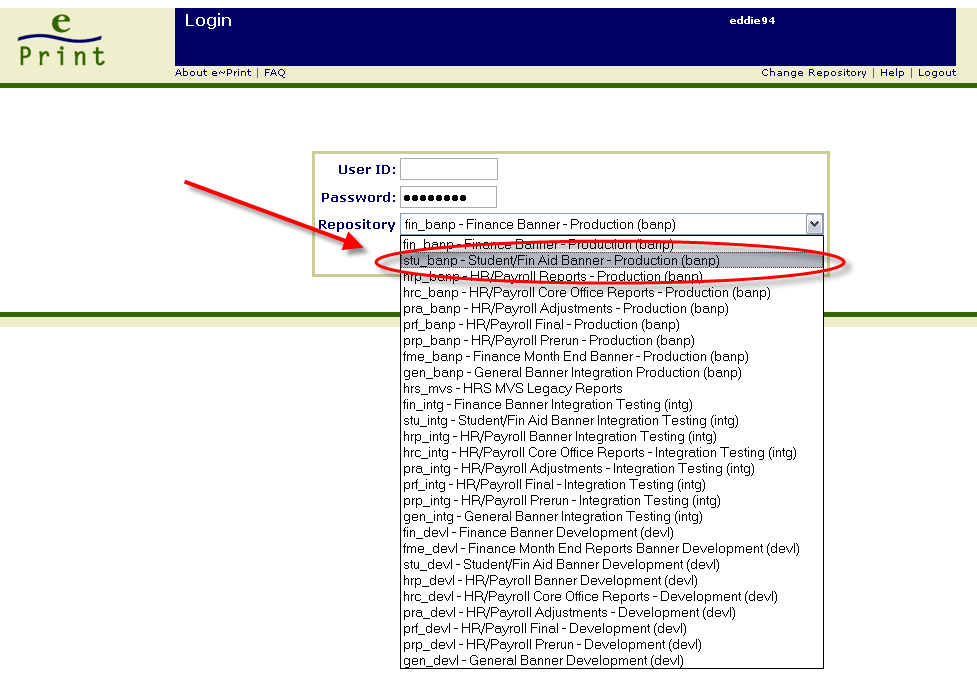 e
Print
Login
eddie94
About e~Print | FAQ
Change Repository | Help | Logout
User ID:
Password: ●●●●●●●●
Repository fin_banp - Finance Banner - Production (banp)
fin_banp - Finance Banner - Production (banp)
stu_banp - Student/Fin Aid Banner - Production (banp)
hrp_banp - HR/Payroll Reports - Production (banp)
hrc_banp - HR/Payroll Core Office Reports - Production (banp)
pra_banp - HR/Payroll Adjustments - Production (banp)
prf_banp - HR/Payroll Final - Production (banp)
prp_banp - HR/Payroll Prerun - Production (banp)
fme_banp - Finance Month End Banner - Production (banp)
gen_banp - General Banner Integration Production (banp)
hrs_mvs - HRS MVS Legacy Reports
fin_intg - Finance Banner Integration Testing (intg)
stu_intg - Student/Fin Aid Banner Integration Testing (intg)
hrp_intg - HR/Payroll Banner Integration Testing (intg)
hrc_intg - HR/Payroll Core Office Reports - Integration Testing (intg)
pra_intg - HR/Payroll Adjustments - Integration Testing (intg)
prf_intg - HR/Payroll Final - Integration Testing (intg)
prp_intg - HR/Payroll Prerun - Integration Testing (intg)
gen_intg - General Banner Integration Testing (intg)
fin_devl - Finance Banner Development (devl)
fme_devl - Finance Month End Reports Banner Development (devl)
stu_devl - Student/Fin Aid Banner Development (devl)
hrp_devl - HR/Payroll Banner Development (devl)
hrc_devl - HR/Payroll Core Office Reports - Development (devl)
pra_devl - HR/Payroll Adjustments - Development (devl)
prf_devl - HR/Payroll Final - Development (devl)
prp_devl - HR/Payroll Prerun - Development (devl)
gen_devl - General Banner Development (devl)